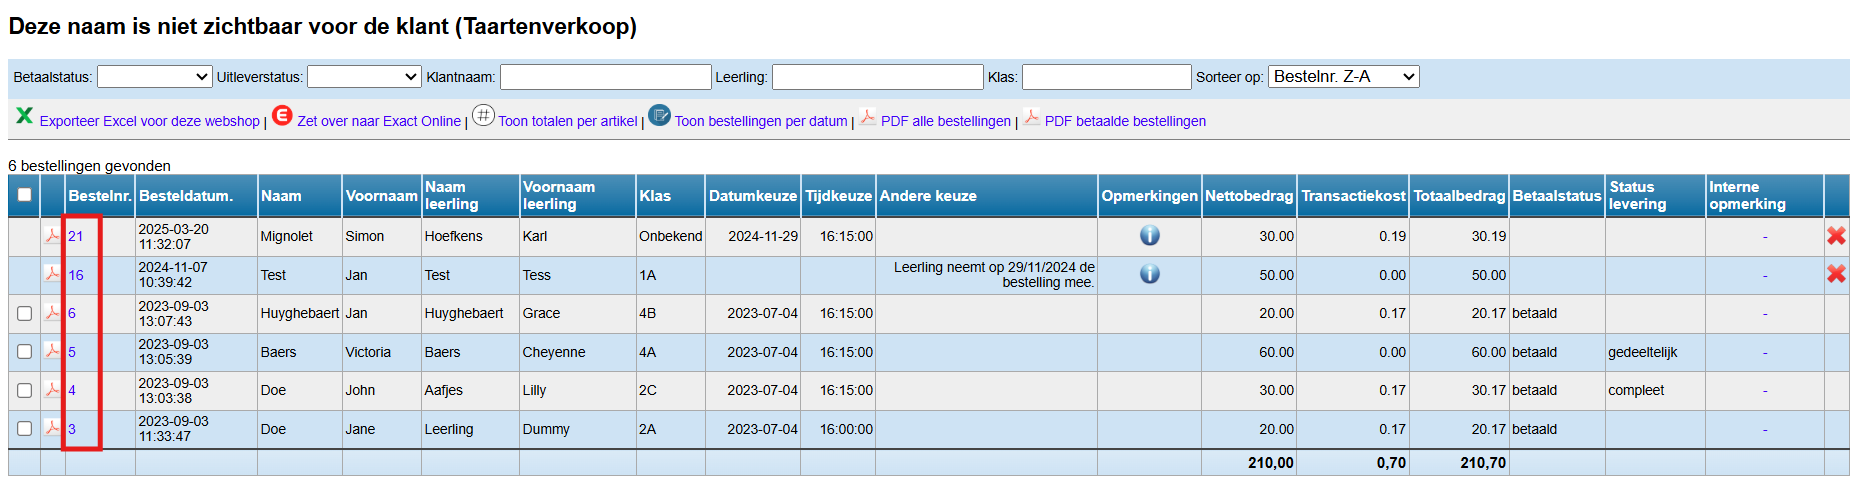 Deze naam is niet zichtbaar voor de klant (Taartenverkoop)
Betaalstatus: Uitleverstatus: Klantnaam: Leerling: Klas: Sorteer op: Bestelnr. Z-A
Exporteer Excel voor deze webshop | Zet over naar Exact Online | Toon totalen per artikel | Toon bestellingen per datum | PDF alle bestellingen | PDF betaalde bestellingen
6 bestellingen gevonden
Bestelnr. Besteldatum. Naam Voornaam Naam leerling Voornaam leerling Klas Datumkeuze Tijdkeuze Andere keuze Opmerkingen Nettobedrag Transactiekost Totaalbedrag Betaalstatus Status levering Interne opmerking
21 2025-03-20 11:32:07 Mignolet Simon Hoefkens Karl Onbekend 2024-11-29 16:15:00 30.00 0.19 30.19 -
16 2024-11-07 10:39:42 Test Jan Test Tess 1A Leerling neemt op 29/11/2024 de bestelling mee. 50.00 0.00 50.00 -
6 2023-09-03 13:07:43 Huyghebaert Jan Huyghebaert Grace 4B 2023-07-04 16:15:00 20.00 0.17 20.17 betaald -
5 2023-09-03 13:05:39 Baers Victoria Baers Cheyenne 4A 2023-07-04 16:15:00 60.00 0.00 60.00 betaald gedeeltelijk -
4 2023-09-03 13:03:38 Doe John Aafjes Lilly 2C 2023-07-04 16:15:00 30.00 0.17 30.17 betaald compleet -
3 2023-09-03 11:33:47 Doe Jane Leerling Dummy 2A 2023-07-04 16:00:00 20.00 0.17 20.17 betaald -
210,00 0,70 210,70